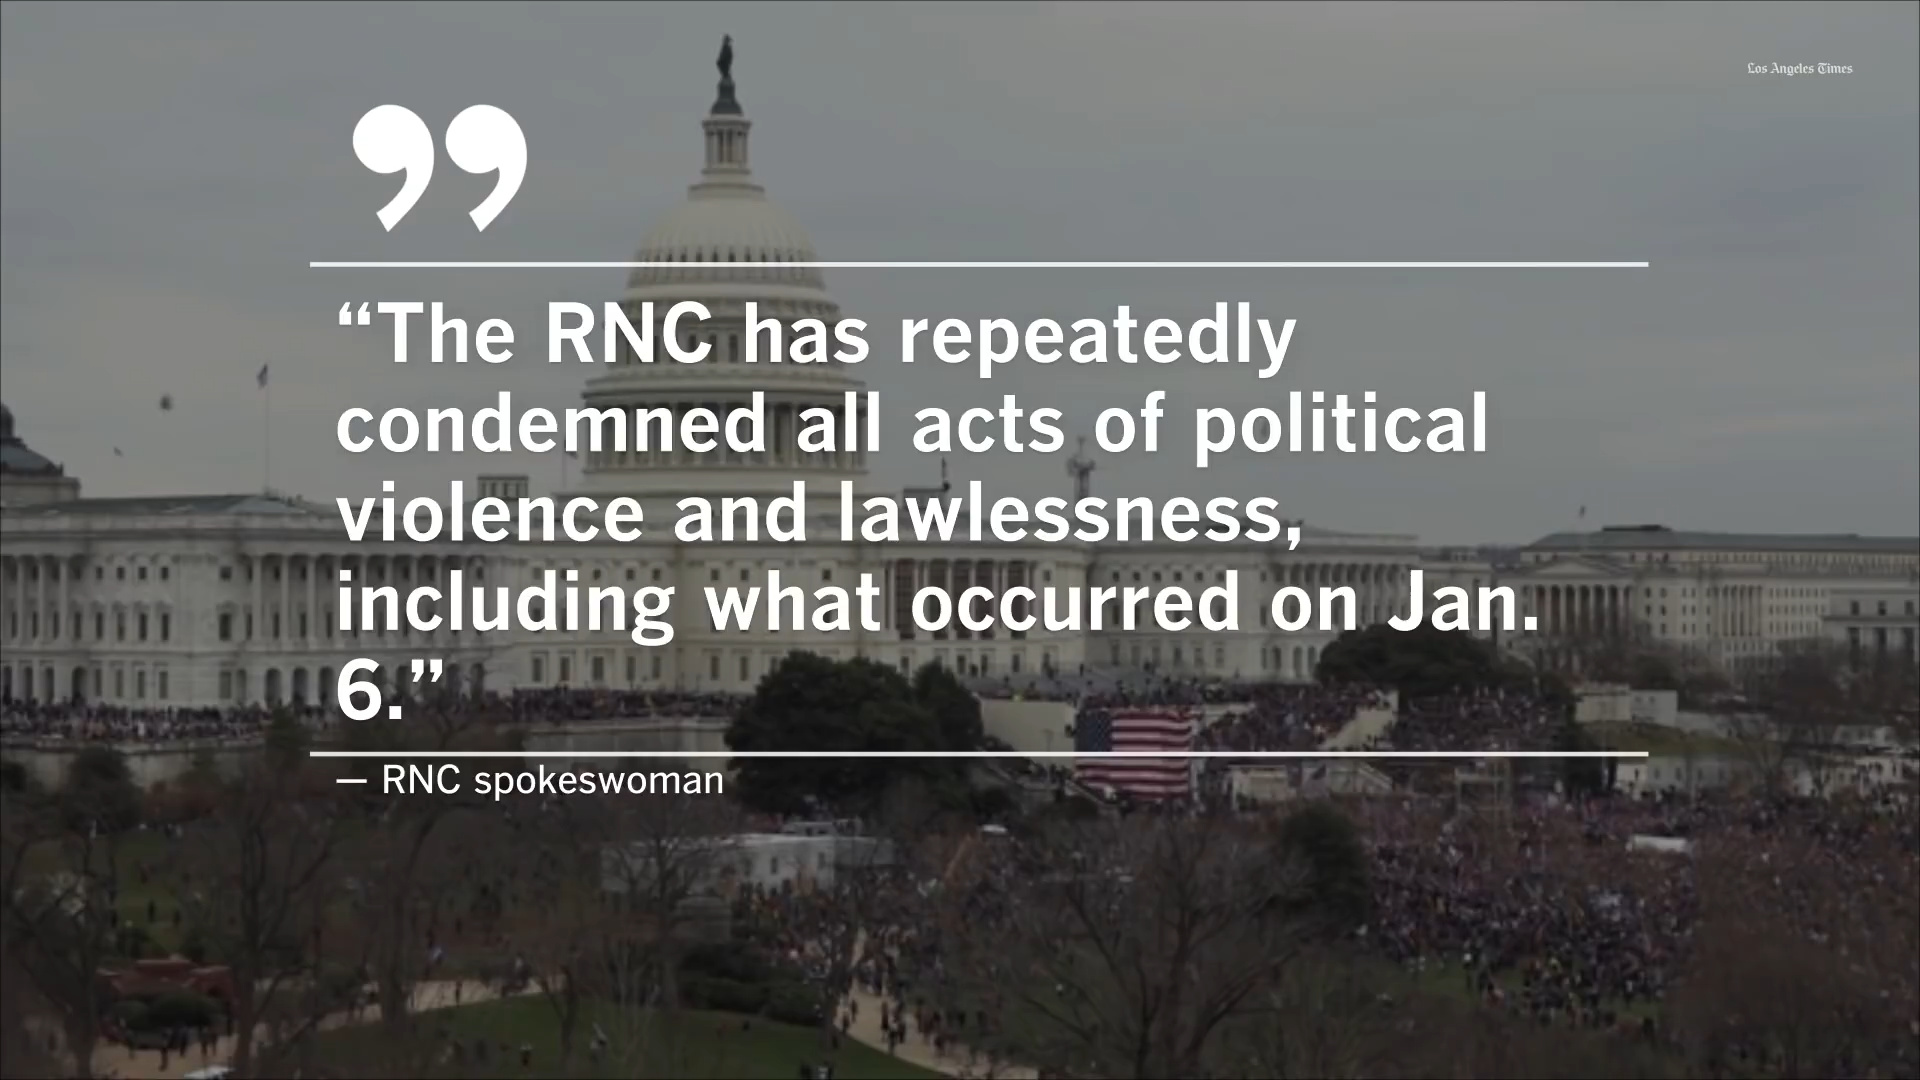 Los Angeles Times
”
“The RNC has repeatedly
condemned all acts of political
violence and lawlessness,
including what occurred on Jan.
6.”
— RNC spokeswoman